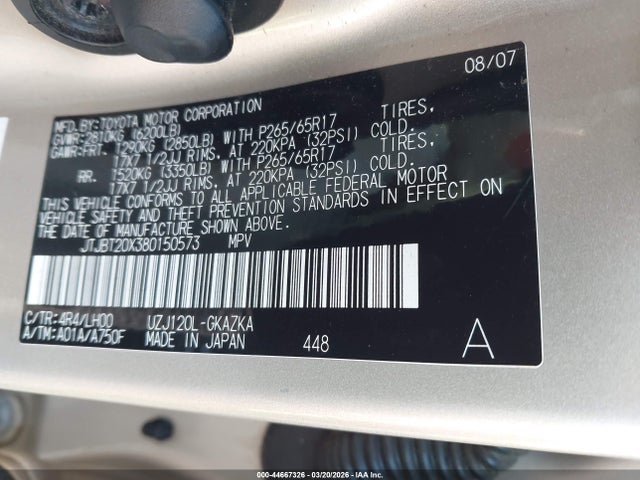 08/07
MFD.BY:TOYOTA MOTOR CORPORATION
GVWR:2810KG (6200LB)
GAWR:FRT. 1290KG (2850LB) WITH P265/65R17 TIRES,
17X7 1/2JJ RIMS, AT 220KPA (32PSI) COLD.
RR. 1520KG (3350LB) WITH P265/65R17 TIRES,
17X7 1/2JJ RIMS, AT 220KPA (32PSI) COLD.
THIS VEHICLE CONFORMS TO ALL APPLICABLE FEDERAL MOTOR
VEHICLE SAFETY AND THEFT PREVENTION STANDARDS IN EFFECT ON
THE DATE OF MANUFACTURE SHOWN ABOVE.
JTJBT20X380150573 MPV
C/TR:4R4/LH00 UZJ120L-GKAZKA
A/TM:A01A/A750F MADE IN JAPAN 448 A
000-44667326 | 03/20/2026 | IAA Inc.